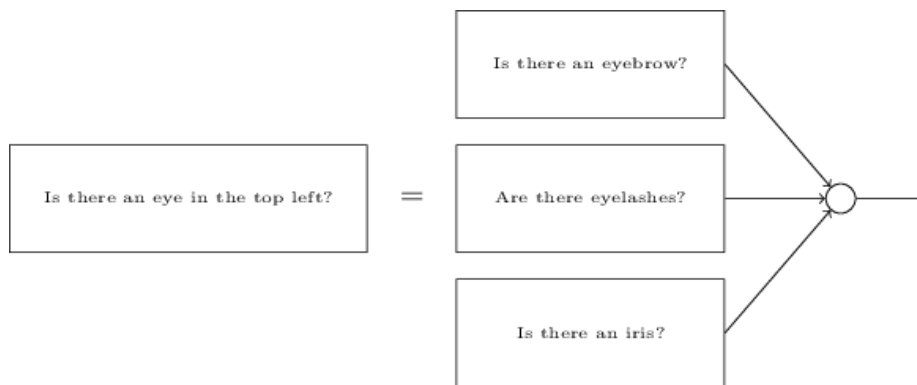 Is there an eyebrow?
Is there an eye in the top left?
=
Are there eyelashes?
Is there an iris?